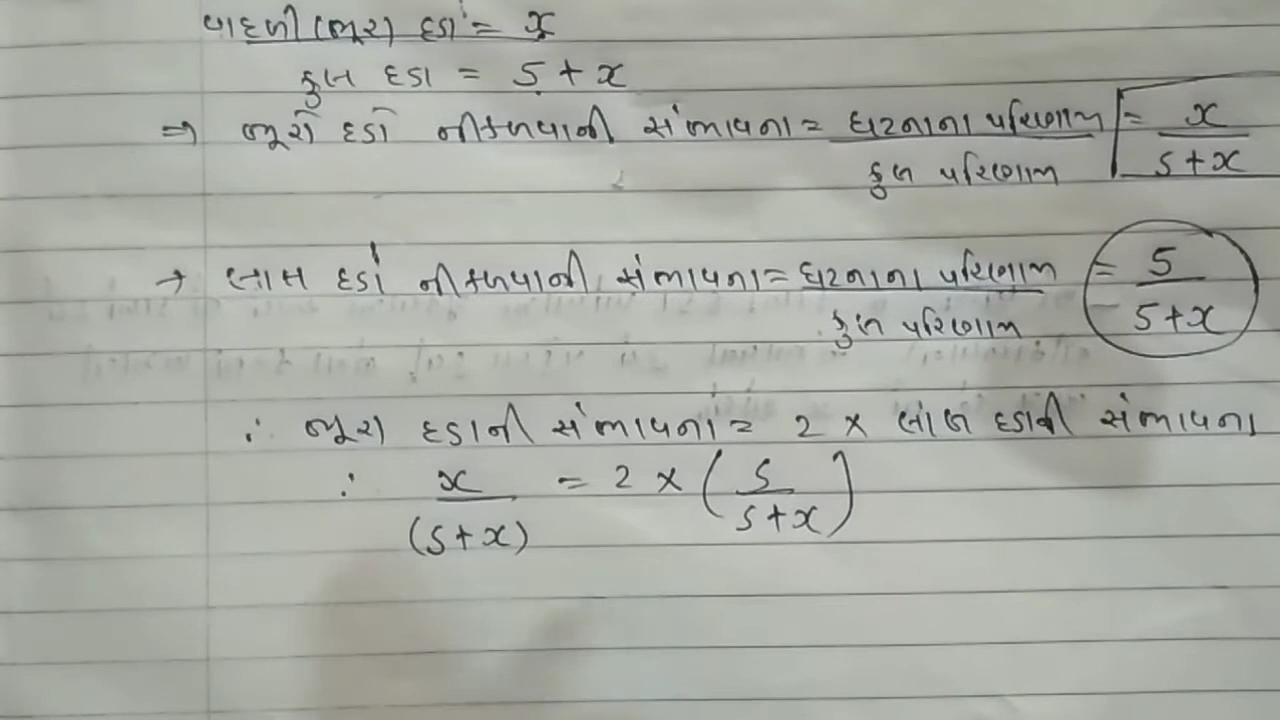 વાદળી (ભૂરા) દડા = x
કુલ દડા = 5 + x
⇒ ભૂરો દડો નીકળવાની સંભાવના = ઘટનાના પરિણામ / કુલ પરિણામ = x / 5+x
→ લાલ દડો નીકળવાની સંભાવના = ઘટનાના પરિણામ / કુલ પરિણામ = 5 / 5+x
∴ ભૂરા દડાની સંભાવના = 2 × લાલ દડાની સંભાવના
∴ x / (5+x) = 2 × (5 / 5+x)